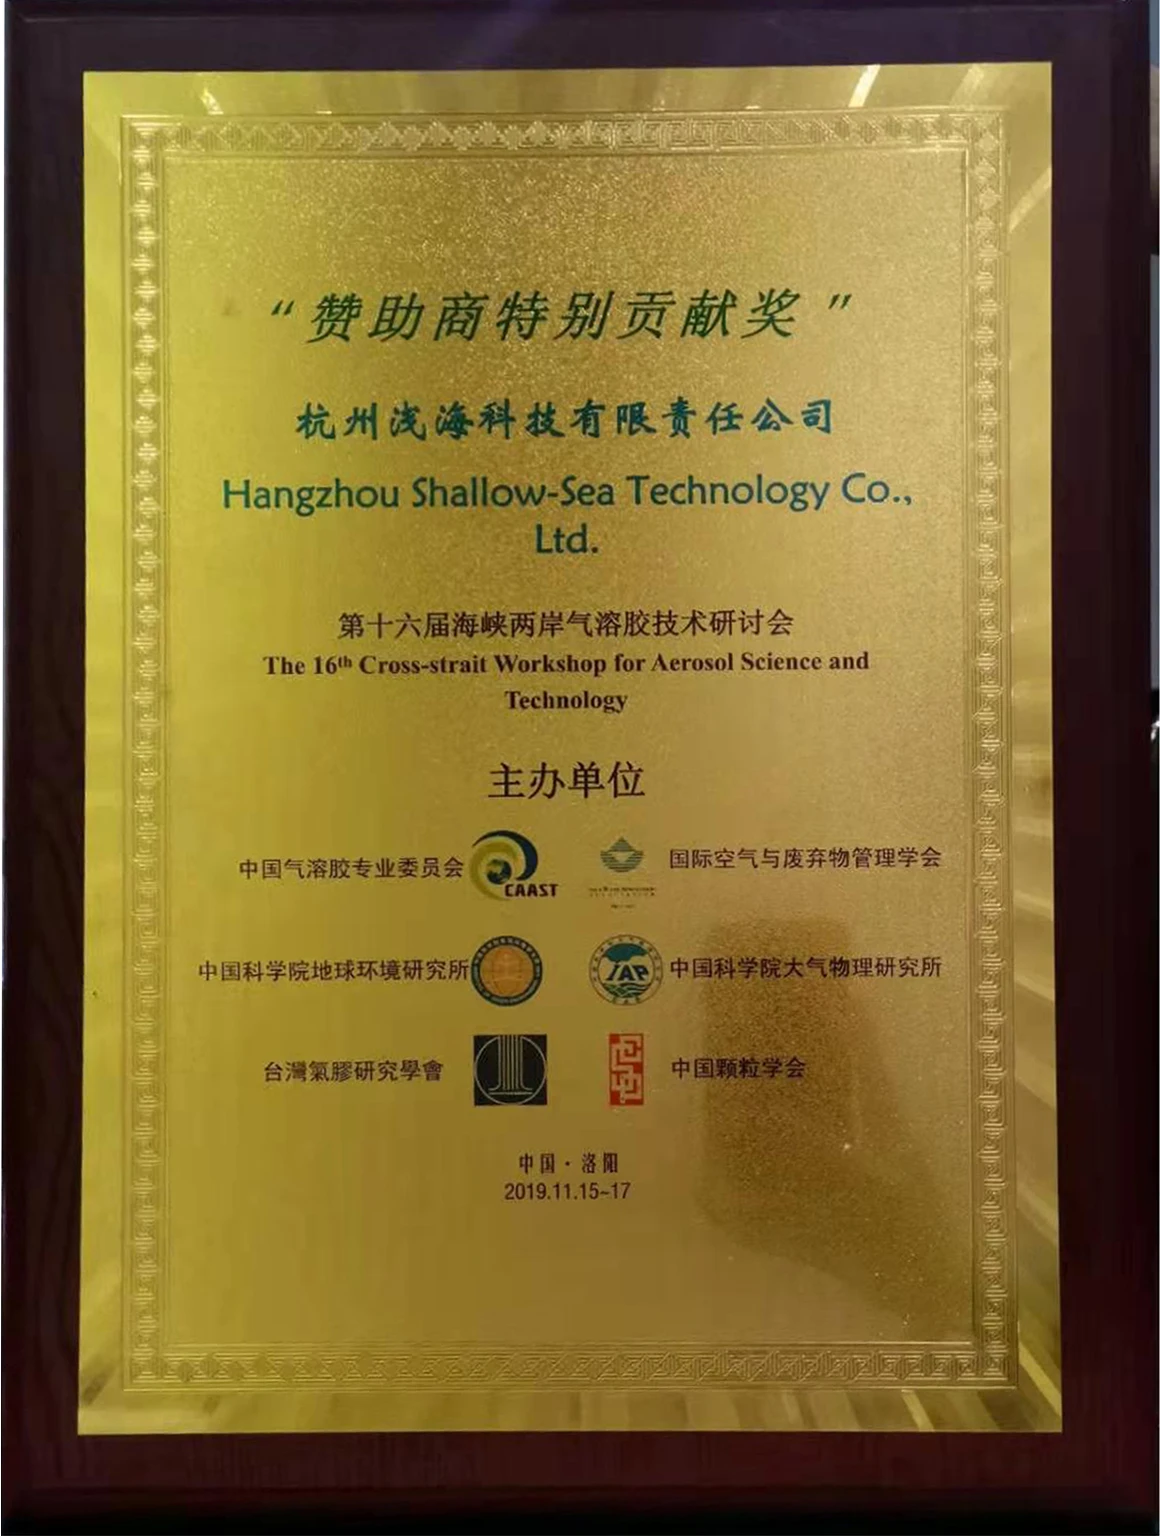 “赞助商特别贡献奖”
杭州浅海科技有限责任公司
Hangzhou Shallow-Sea Technology Co.,
Ltd.
第十六届海峡两岸气溶胶技术研讨会
The 16th Cross-strait Workshop for Aerosol Science and
Technology
主办单位
中国气溶胶专业委员会 CAAST 国际空气与废弃物管理学会
中国科学院地球环境研究所 IAP 中国科学院大气物理研究所
台灣氣膠研究學會 中国颗粒学会
中国·洛阳
2019.11.15~17